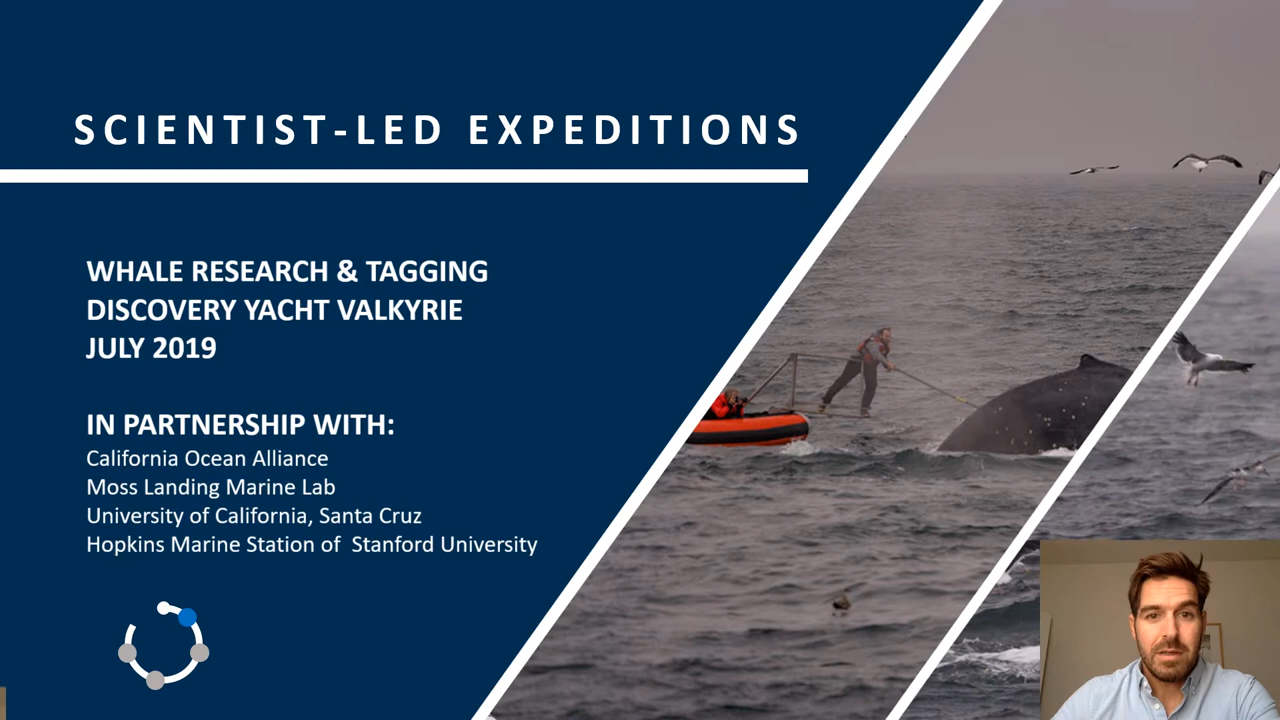 SCIENTIST-LED EXPEDITIONS
WHALE RESEARCH & TAGGING
DISCOVERY YACHT VALKYRIE
JULY 2019
IN PARTNERSHIP WITH:
California Ocean Alliance
Moss Landing Marine Lab
University of California, Santa Cruz
Hopkins Marine Station of  Stanford University